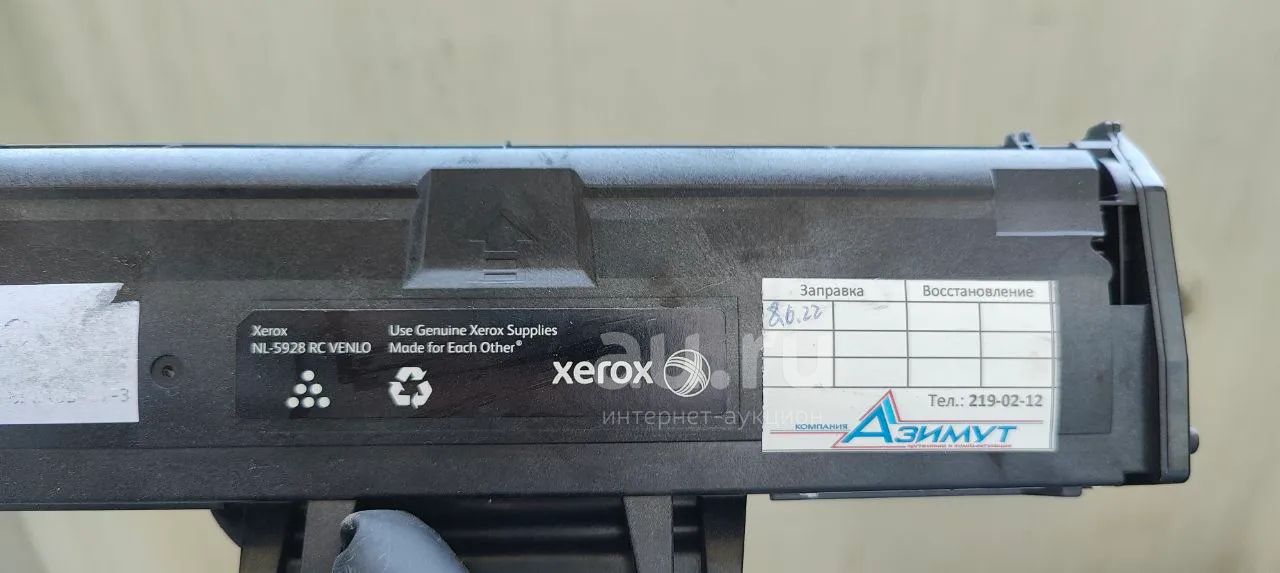 Xerox
NL-5928 RC VENLO
Use Genuine Xerox Supplies
Made for Each Other®
xerox
au.ru
интернет-аукцион
Заправка Восстановление
8.6.22
Тел.: 219-02-12
КОМПАНИЯ АЗИМУТ
-3